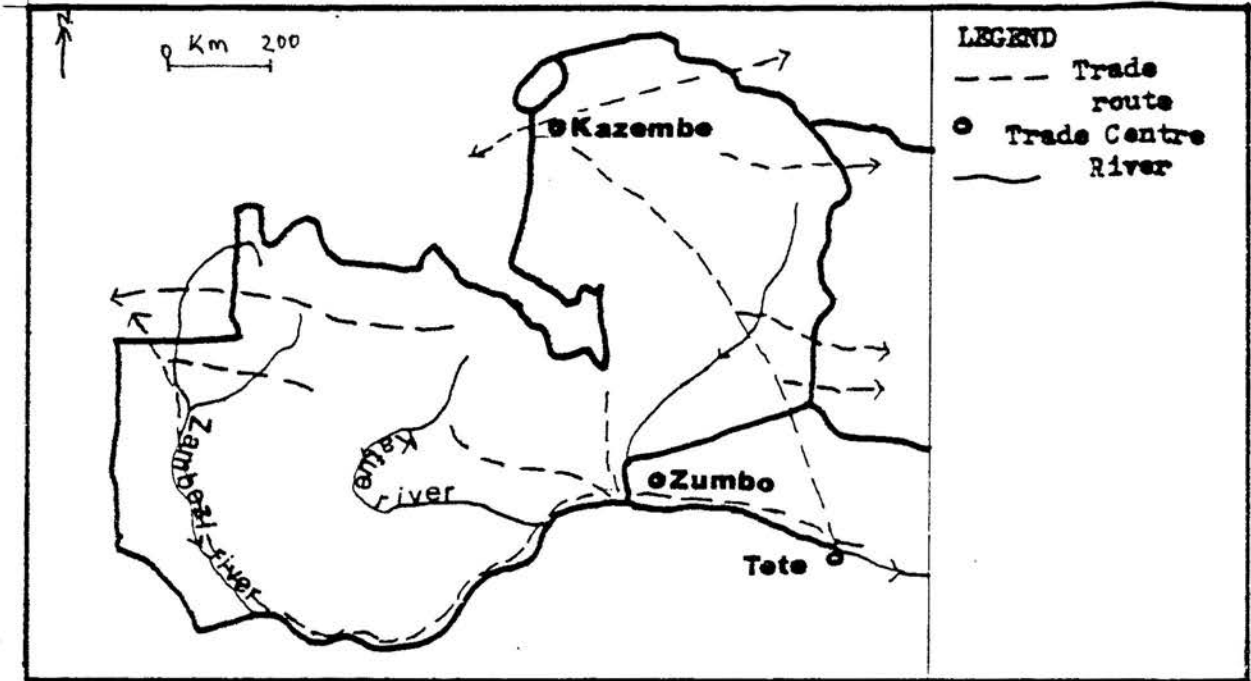 N
0 Km 200
LEGEND
Trade
route
Trade Centre
River
Kazembe
Zambezi river
Kafue
river
Zumbo
Tete